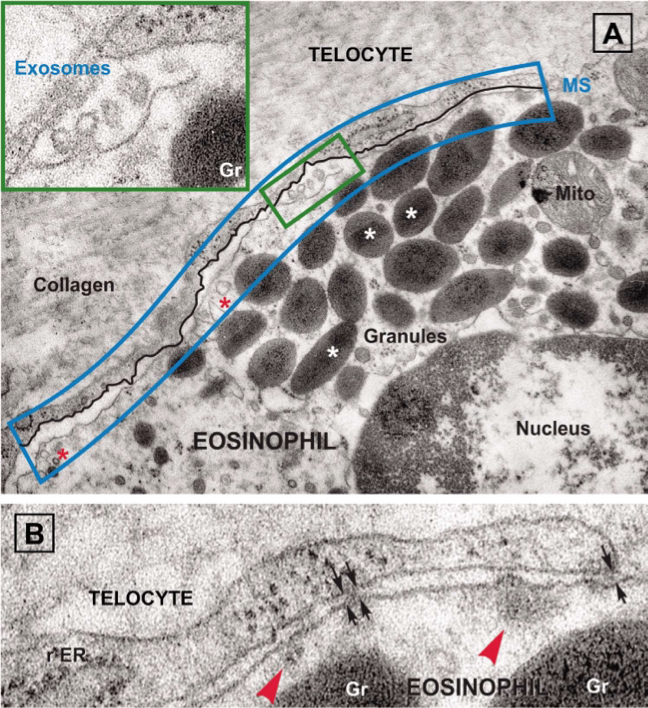 A
TELOCYTE
Exosomes
MS
Gr
Mito
*
*
Collagen
*
Granules
*
Nucleus
EOSINOPHIL
*
B
TELOCYTE
rER
Gr
EOSINOPHIL
Gr